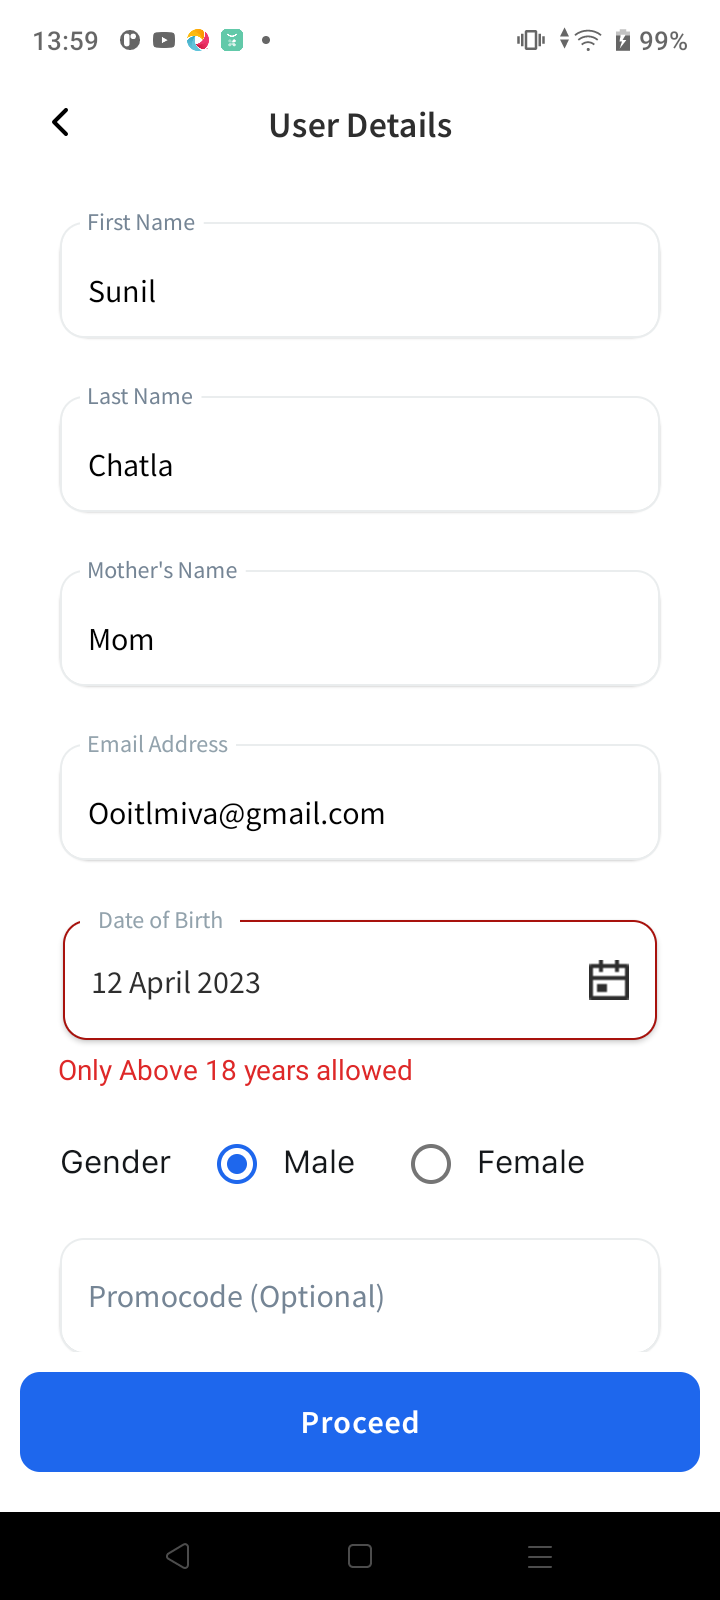 13:59 99%
User Details
First Name
Sunil
Last Name
Chatla
Mother's Name
Mom
Email Address
Ooitlmiva@gmail.com
Date of Birth
12 April 2023
Only Above 18 years allowed
Gender Male Female
Promocode (Optional)
Proceed